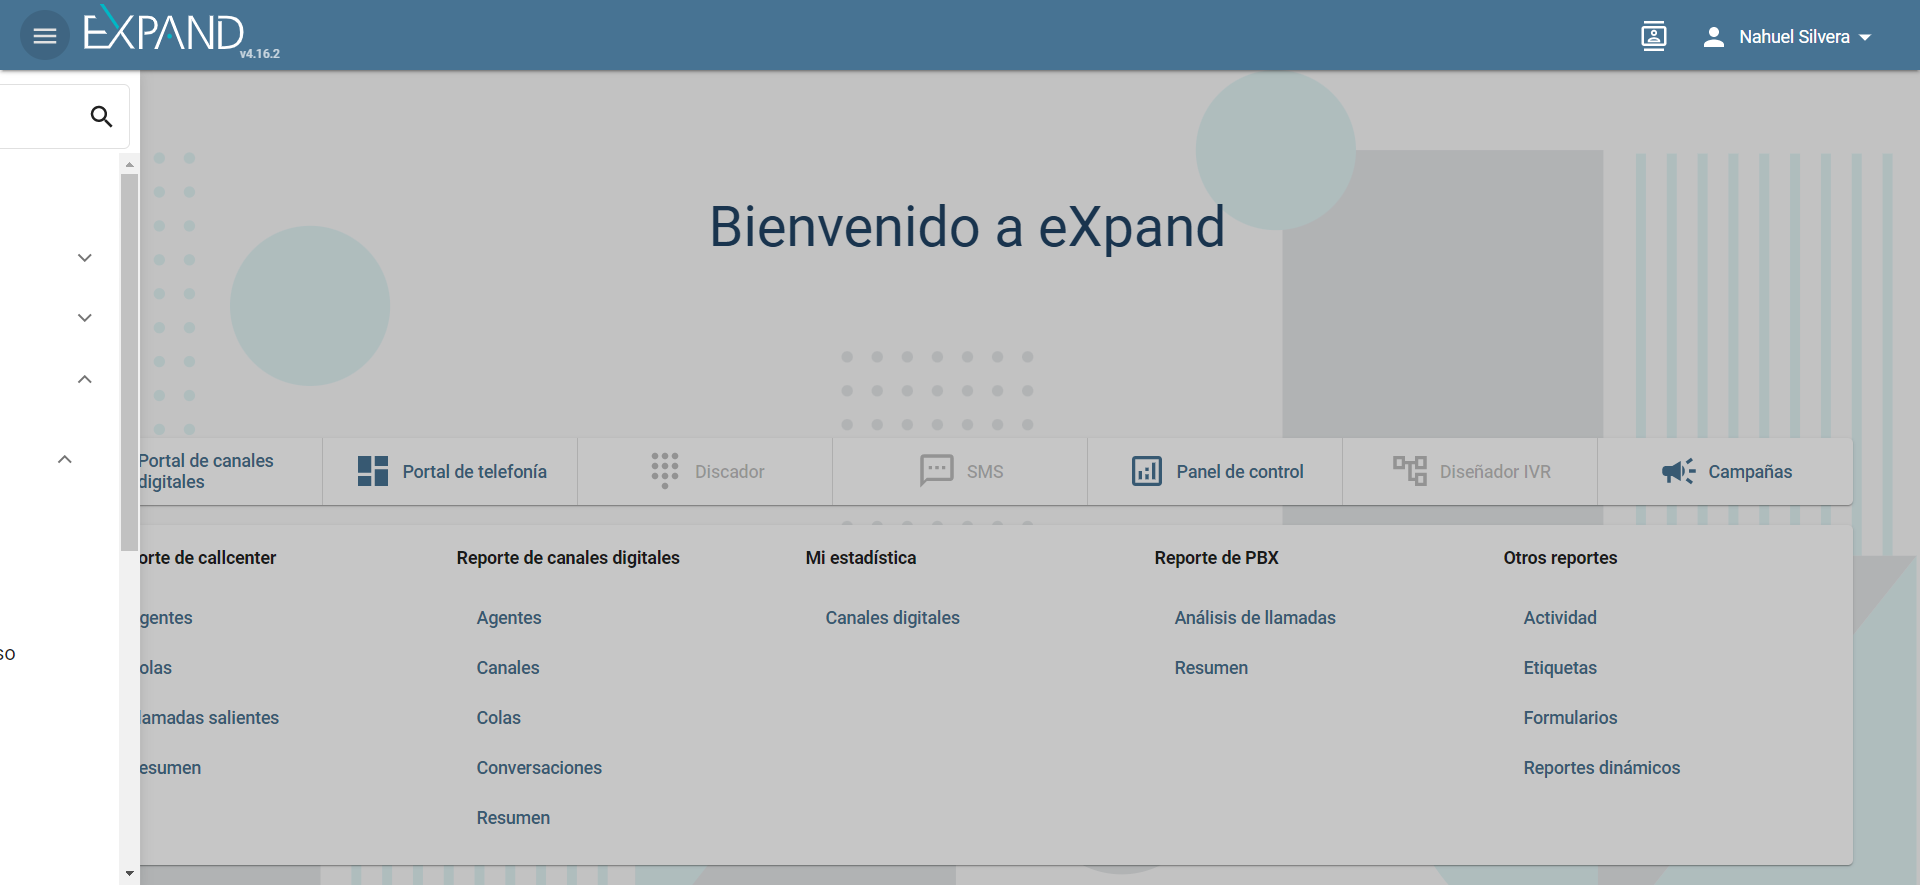 EXPAND
v4.16.2
Nahuel Silvera
Bienvenido a eXpand
Portal de canales
digitales
Portal de telefonía
Discador
SMS
Panel de control
Diseñador IVR
Campañas
orte de callcenter
gentes
olas
lamadas salientes
esumen
Reporte de canales digitales
Agentes
Canales
Colas
Conversaciones
Resumen
Mi estadística
Canales digitales
Reporte de PBX
Análisis de llamadas
Resumen
Otros reportes
Actividad
Etiquetas
Formularios
Reportes dinámicos
so